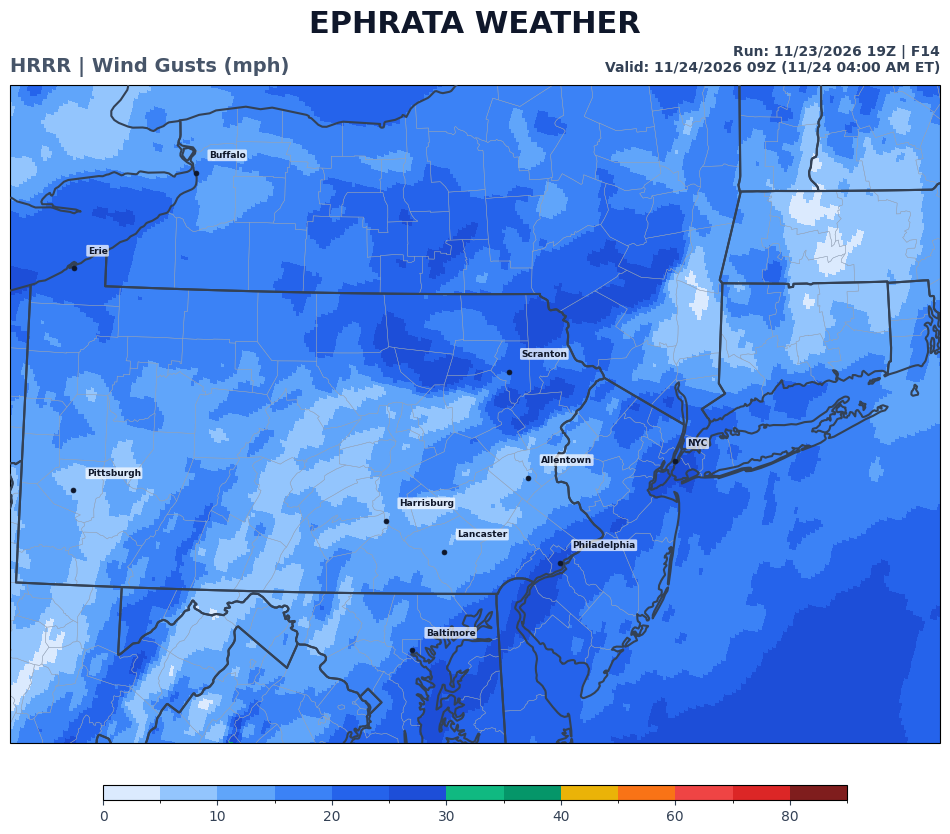 EPHRATA WEATHER
HRRR | Wind Gusts (mph)
Run: 11/23/2026 19Z | F14
Valid: 11/24/2026 09Z (11/24 04:00 AM ET)
Buffalo
Erie
Scranton
NYC
Allentown
Pittsburgh
Harrisburg
Lancaster
Philadelphia
Baltimore
0 10 20 30 40 50 60 70 80